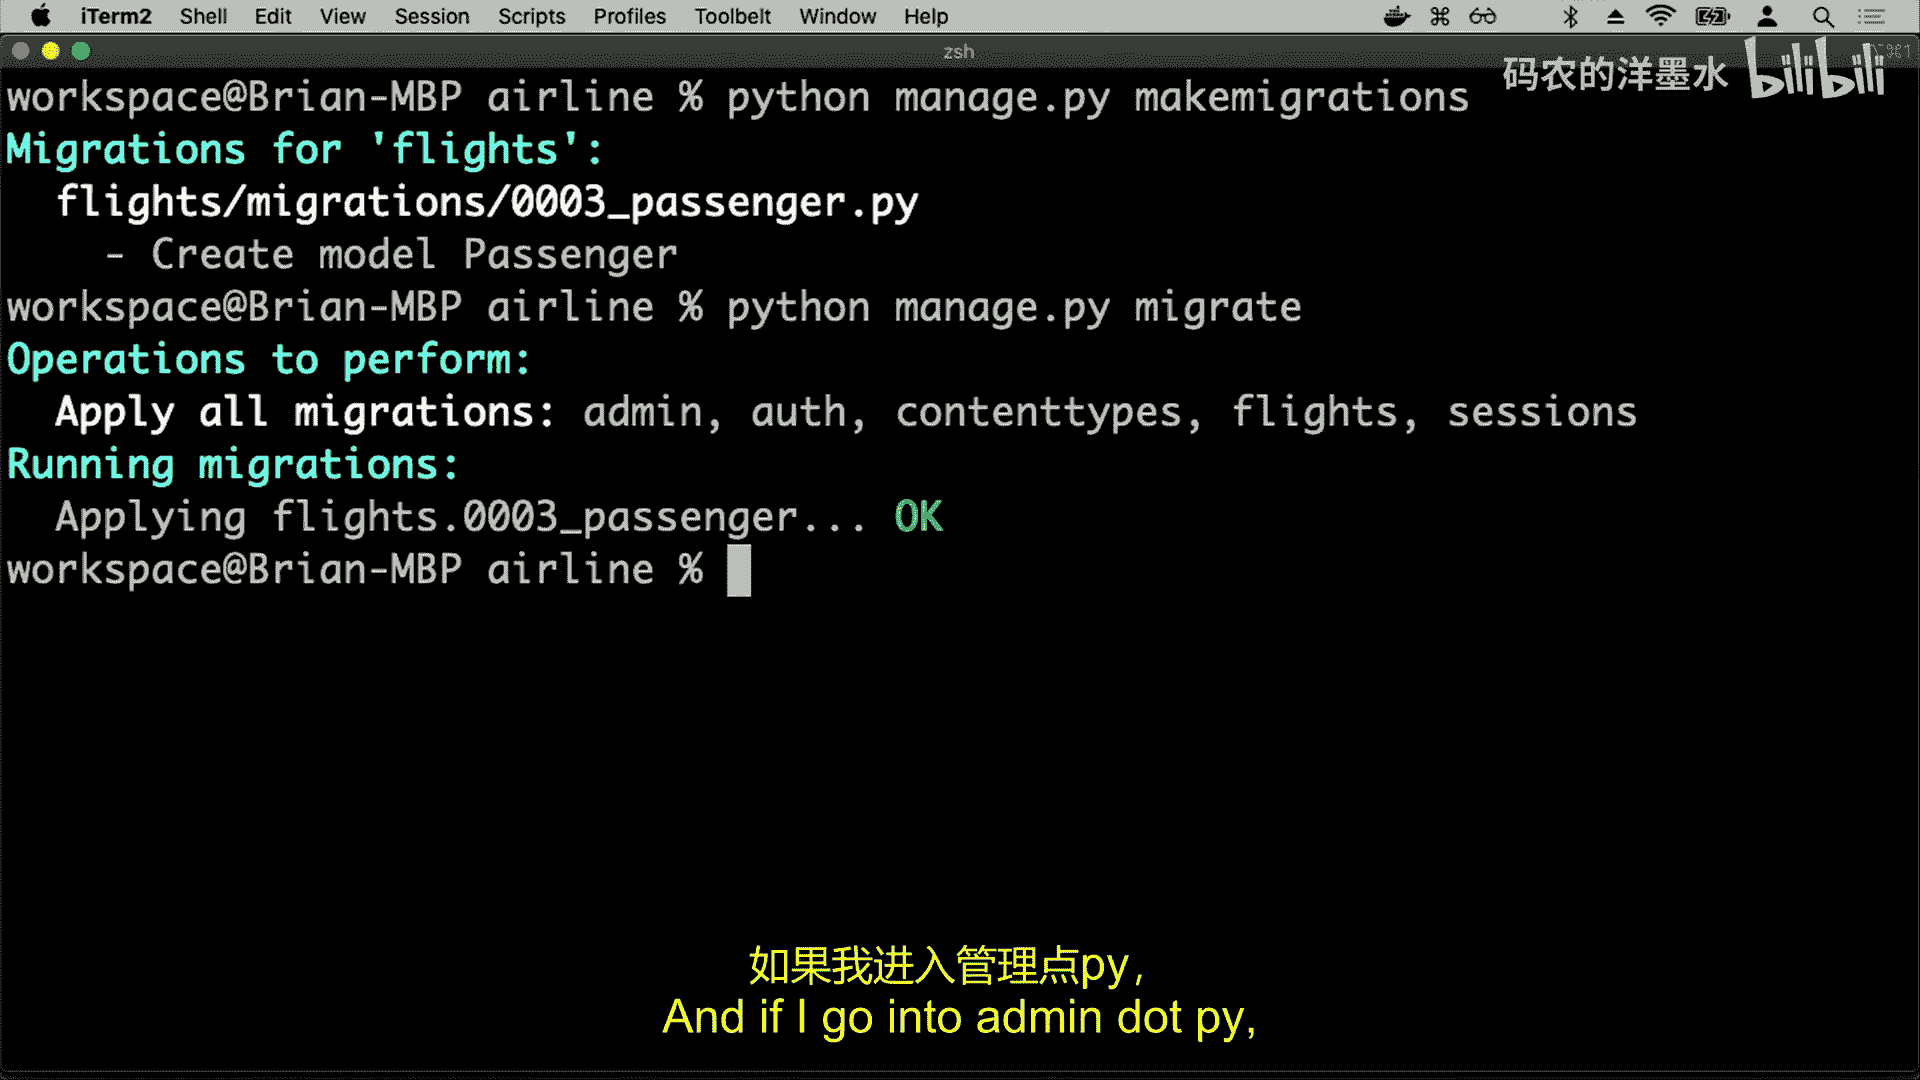 iTerm2 Shell Edit View Session Scripts Profiles Toolbelt Window Help
zsh
码农的洋墨水 bilibili
workspace@Brian-MBP airline % python manage.py makemigrations
Migrations for 'flights':
flights/migrations/0003_passenger.py
- Create model Passenger
workspace@Brian-MBP airline % python manage.py migrate
Operations to perform:
Apply all migrations: admin, auth, contenttypes, flights, sessions
Running migrations:
Applying flights.0003_passenger... OK
workspace@Brian-MBP airline %
如果我进入管理点py,
And if I go into admin dot py,